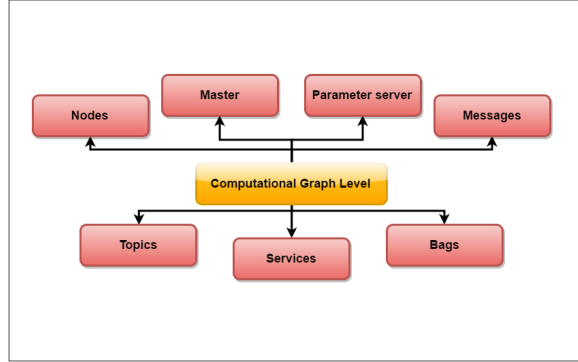 Master
Parameter server
Nodes
Messages
Computational Graph Level
Topics
Services
Bags